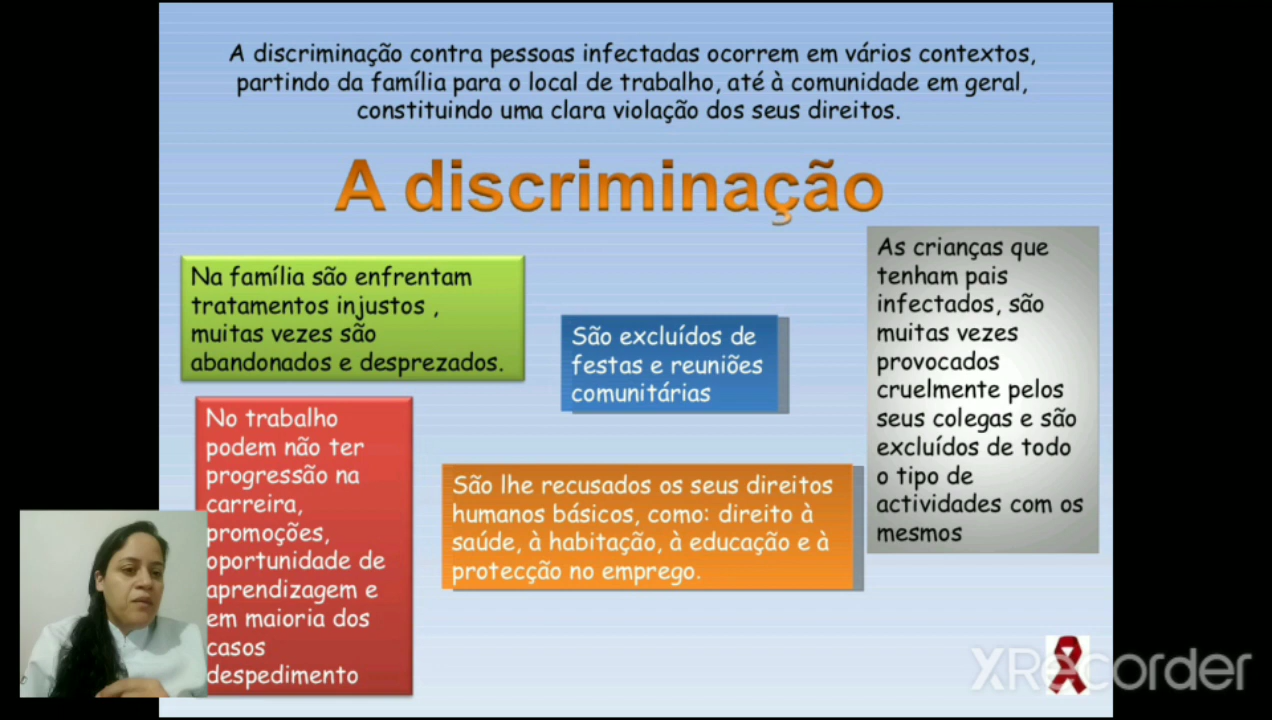 A discriminação contra pessoas infectadas ocorrem em vários contextos,
partindo da família para o local de trabalho, até à comunidade em geral,
constituindo uma clara violação dos seus direitos.
A discriminação
Na família são enfrentam
tratamentos injustos ,
muitas vezes são
abandonados e desprezados.
São excluídos de
festas e reuniões
comunitárias
As crianças que
tenham pais
infectados, são
muitas vezes
provocados
cruelmente pelos
seus colegas e são
excluídos de todo
o tipo de
actividades com os
mesmos
No trabalho
podem não ter
progressão na
carreira,
promoções,
oportunidade de
aprendizagem e
em maioria dos
casos
despedimento
São lhe recusados os seus direitos
humanos básicos, como: direito à
saúde, à habitação, à educação e à
protecção no emprego.
XRecorder